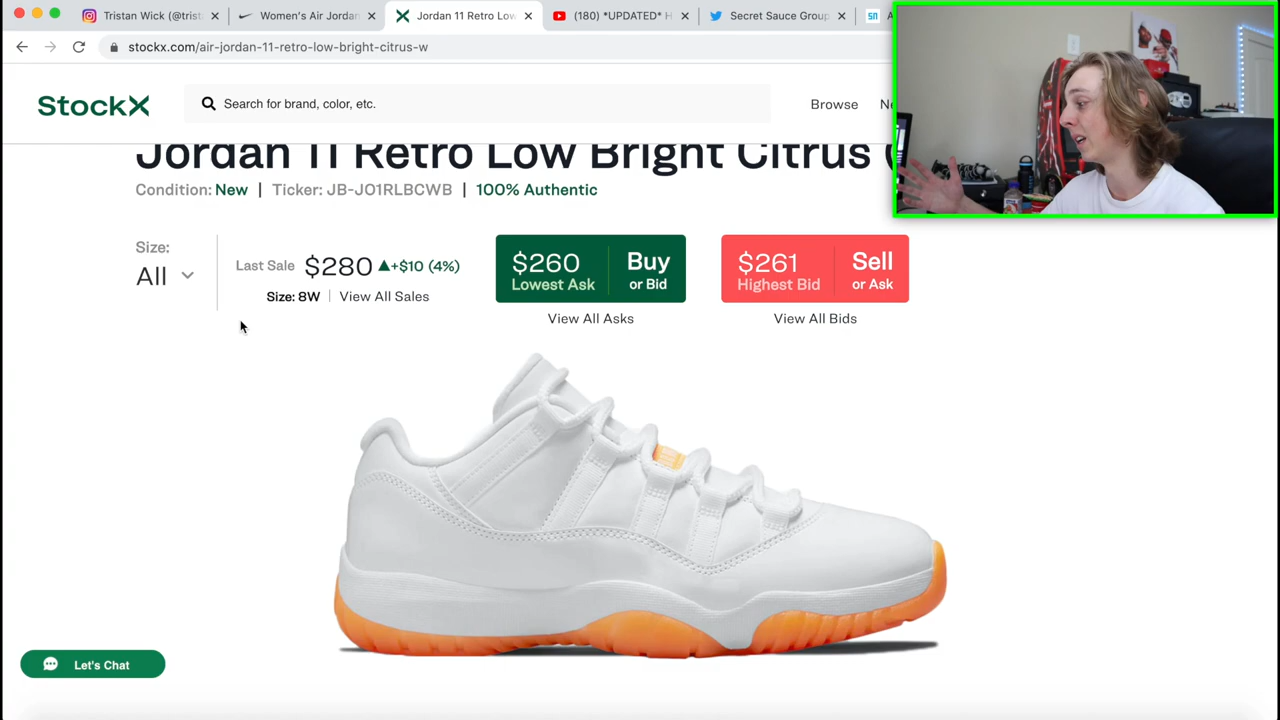 Tristan Wick (@trist
Women's Air Jordan
Jordan 11 Retro Low
(180) *UPDATED* H
Secret Sauce Group
stockx.com/air-jordan-11-retro-low-bright-citrus-w
StockX
Search for brand, color, etc.
Browse
Jordan 11 Retro Low Bright Citrus
Condition: New | Ticker: JB-JO1RLBCWB | 100% Authentic
Size:
All
Last Sale $280 ▲+$10 (4%)
Size: 8W | View All Sales
$260
Lowest Ask
Buy
or Bid
View All Asks
$261
Highest Bid
Sell
or Ask
View All Bids
Let's Chat